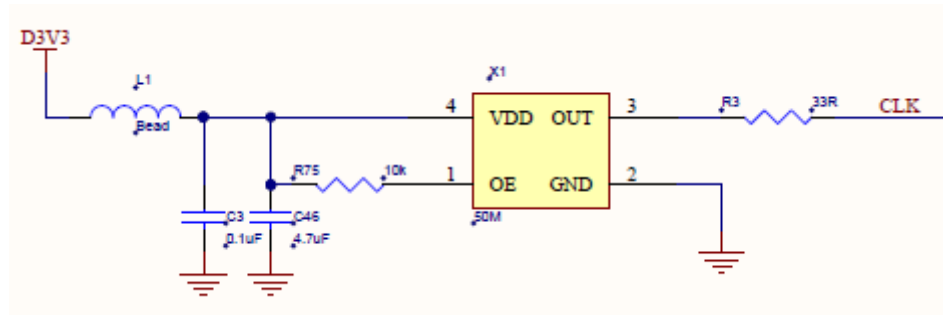 D3V3
L1
Bead
X1
4 VDD OUT 3
R3 33R CLK
R75 10k 1 OE GND 2
C3 C46
0.1uF 4.7uF
50M